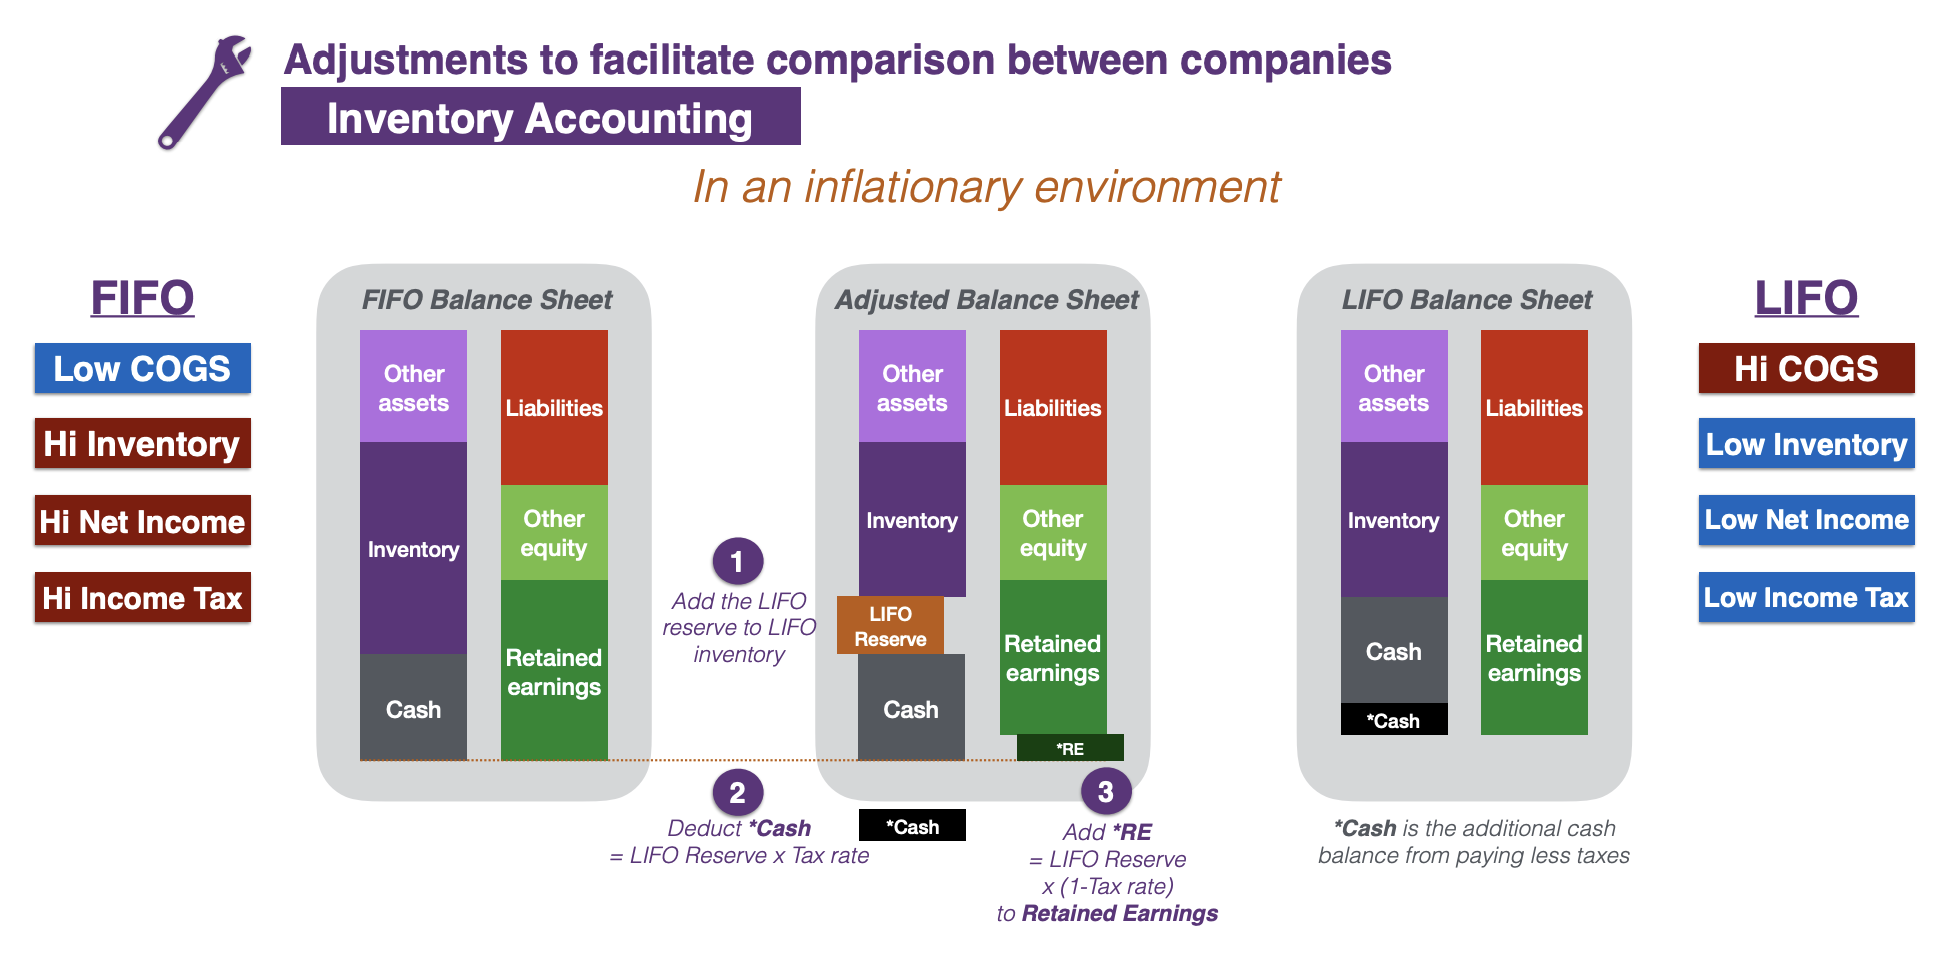 Adjustments to facilitate comparison between companies
Inventory Accounting
In an inflationary environment
FIFO
Low COGS
Hi Inventory
Hi Net Income
Hi Income Tax
FIFO Balance Sheet
Other
assets
Inventory
Cash
Liabilities
Other
equity
Retained
earnings
1
Add the LIFO
reserve to LIFO
inventory
2
Deduct *Cash
= LIFO Reserve x Tax rate
Adjusted Balance Sheet
Other
assets
Inventory
LIFO
Reserve
Cash
*Cash
Liabilities
Other
equity
Retained
earnings
*RE
3
Add *RE
= LIFO Reserve
x (1-Tax rate)
to Retained Earnings
LIFO Balance Sheet
Other
assets
Inventory
Cash
*Cash
Liabilities
Other
equity
Retained
earnings
*Cash is the additional cash
balance from paying less taxes
LIFO
Hi COGS
Low Inventory
Low Net Income
Low Income Tax